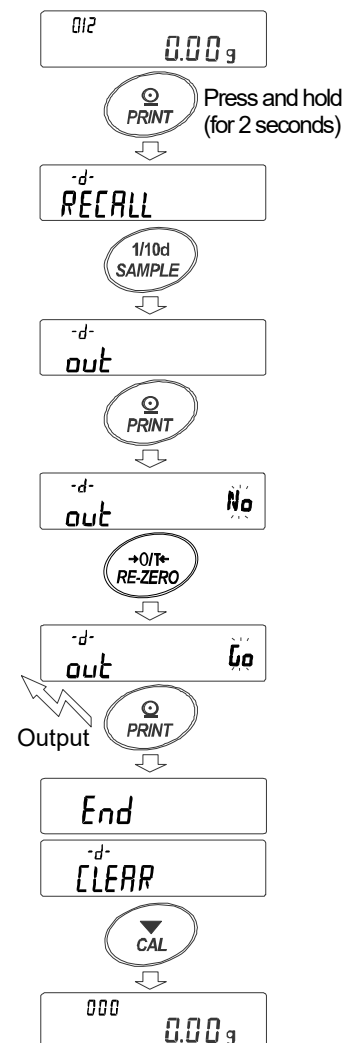 012
0.00 g
PRINT
Press and hold
(for 2 seconds)
-d-
RECALL
1/10d
SAMPLE
-d-
out
PRINT
-d-
out No
→0/T←
RE-ZERO
-d-
out Go
Output
PRINT
End
-d-
CLEAR
CAL
000
0.00 g